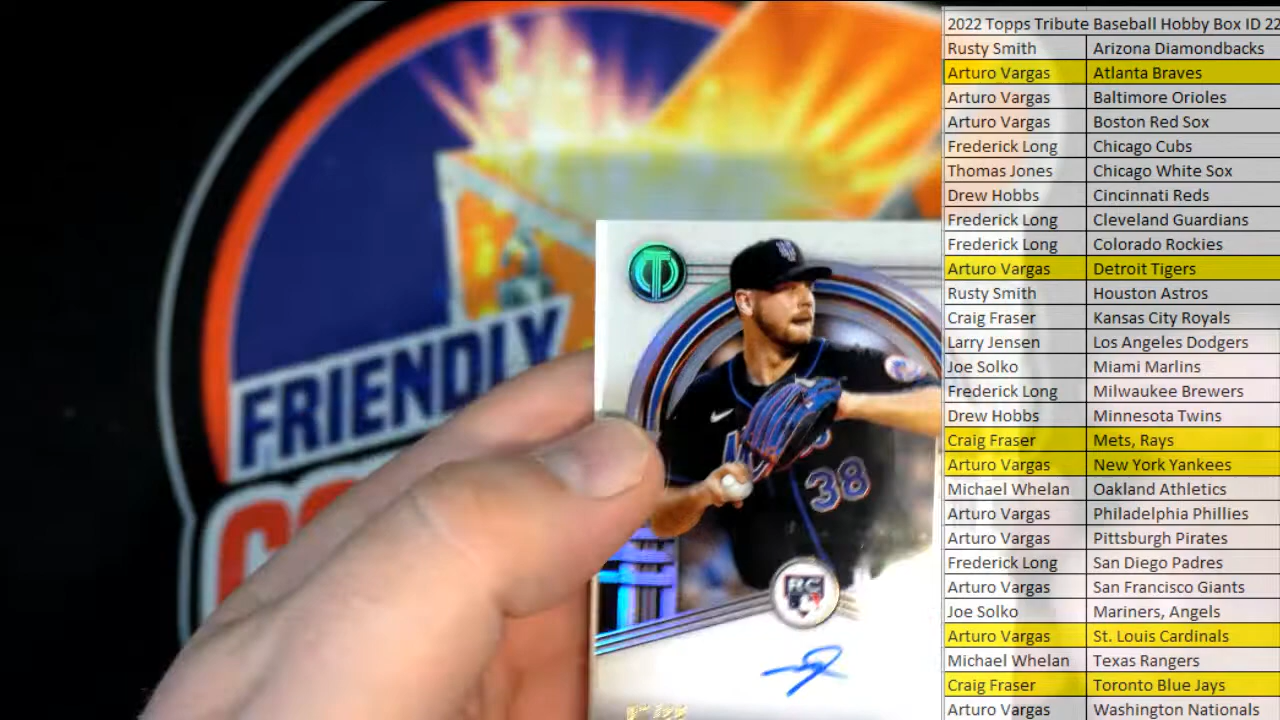 2022 Topps Tribute Baseball Hobby Box ID 22
Rusty Smith Arizona Diamondbacks
Arturo Vargas Atlanta Braves
Arturo Vargas Baltimore Orioles
Arturo Vargas Boston Red Sox
Frederick Long Chicago Cubs
Thomas Jones Chicago White Sox
Drew Hobbs Cincinnati Reds
Frederick Long Cleveland Guardians
Frederick Long Colorado Rockies
Arturo Vargas Detroit Tigers
Rusty Smith Houston Astros
Craig Fraser Kansas City Royals
Larry Jensen Los Angeles Dodgers
Joe Solko Miami Marlins
Frederick Long Milwaukee Brewers
Drew Hobbs Minnesota Twins
Craig Fraser Mets, Rays
Arturo Vargas New York Yankees
Michael Whelan Oakland Athletics
Arturo Vargas Philadelphia Phillies
Arturo Vargas Pittsburgh Pirates
Frederick Long San Diego Padres
Arturo Vargas San Francisco Giants
Joe Solko Mariners, Angels
Arturo Vargas St. Louis Cardinals
Michael Whelan Texas Rangers
Craig Fraser Toronto Blue Jays
Arturo Vargas Washington Nationals
FRIENDLY
38
RC